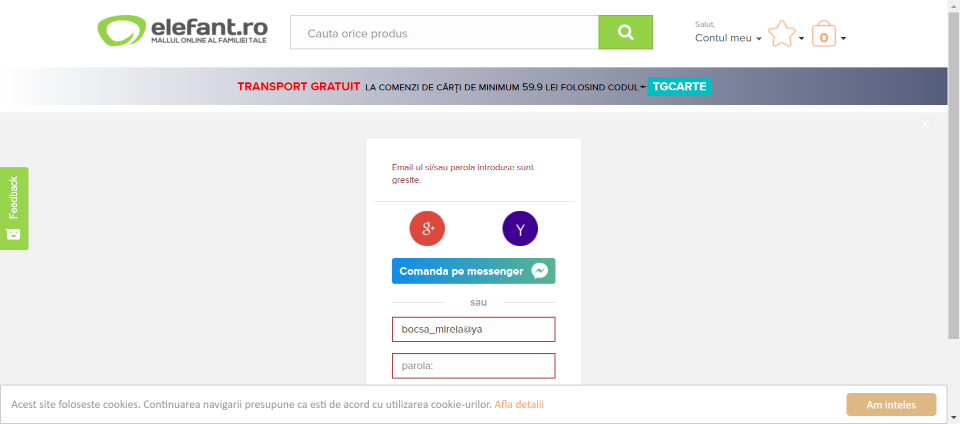 elefant.ro
MALLUL ONLINE AL FAMILIEI TALE
Cauta orice produs
Salut,
Contul meu
0
TRANSPORT GRATUIT LA COMENZI DE CĂRȚI DE MINIMUM 59.9 LEI FOLOSIND CODUL TGCARTE
Feedback
Email-ul si/sau parola introduse sunt
gresite.
g+ Y
Comanda pe messenger
sau
bocsa_mirela@ya
parola:
Acest site foloseste cookies. Continuarea navigarii presupune ca esti de acord cu utilizarea cookie-urilor. Afla detalii
Am inteles